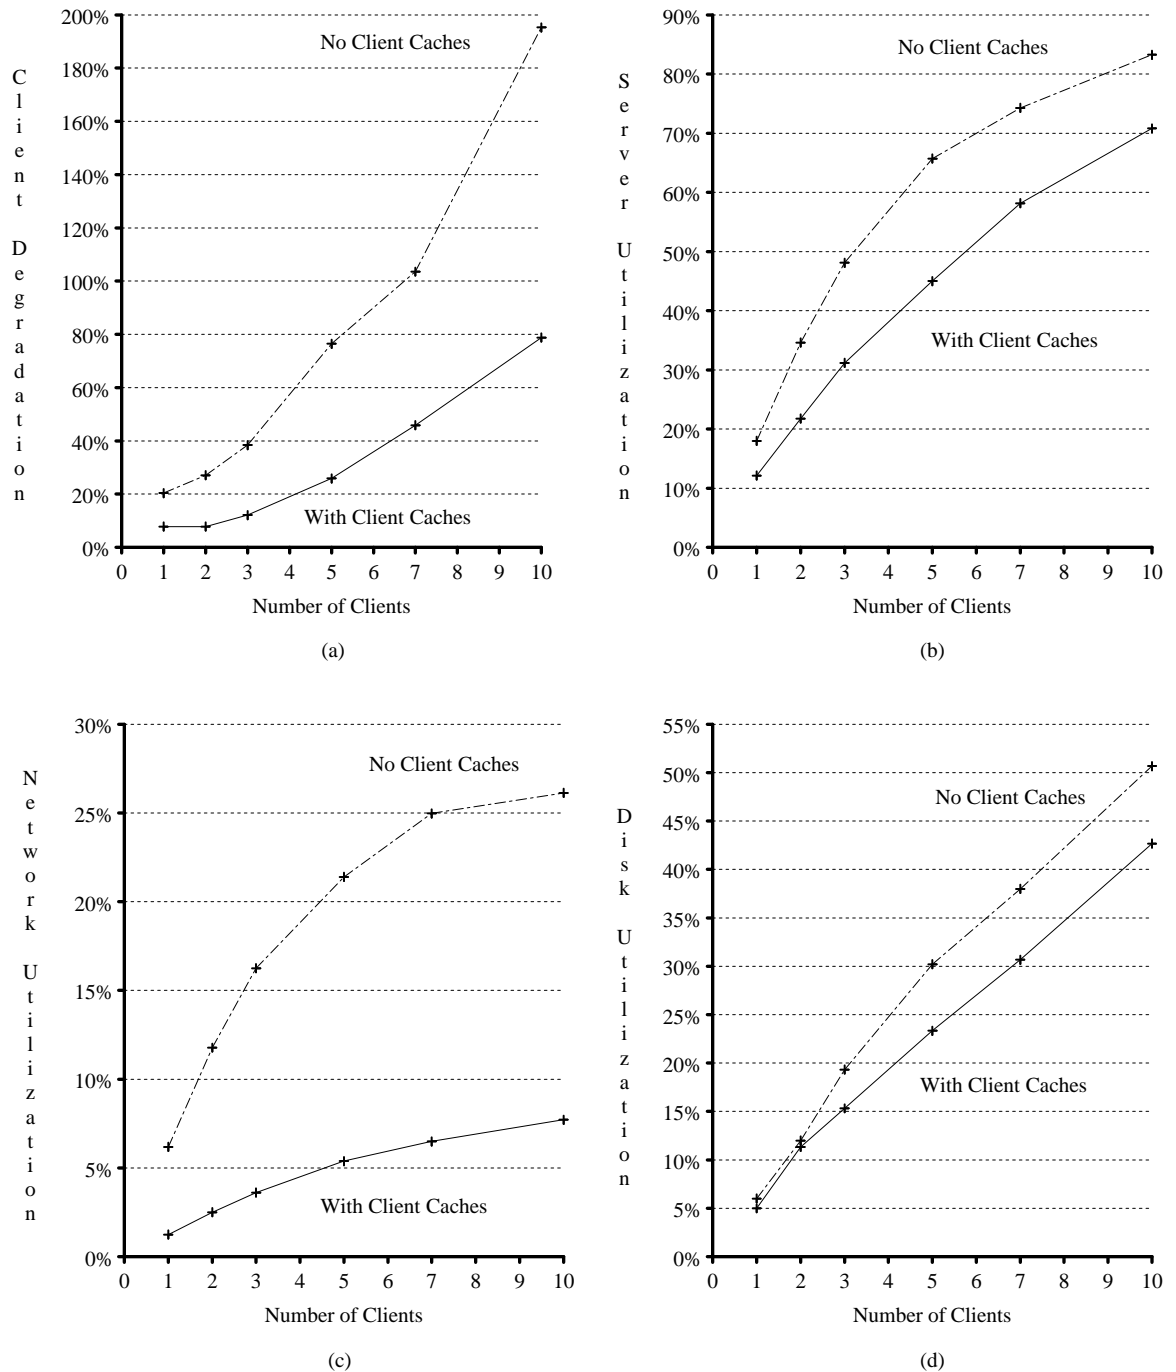 Client Degradation
200%
180%
160%
140%
120%
100%
80%
60%
40%
20%
0%
No Client Caches
With Client Caches
0 1 2 3 4 5 6 7 8 9 10
Number of Clients
(a)
Server Utilization
90%
80%
70%
60%
50%
40%
30%
20%
10%
0%
No Client Caches
With Client Caches
0 1 2 3 4 5 6 7 8 9 10
Number of Clients
(b)
Network Utilization
30%
25%
20%
15%
10%
5%
0%
No Client Caches
With Client Caches
0 1 2 3 4 5 6 7 8 9 10
Number of Clients
(c)
Disk Utilization
55%
50%
45%
40%
35%
30%
25%
20%
15%
10%
5%
0%
No Client Caches
With Client Caches
0 1 2 3 4 5 6 7 8 9 10
Number of Clients
(d)